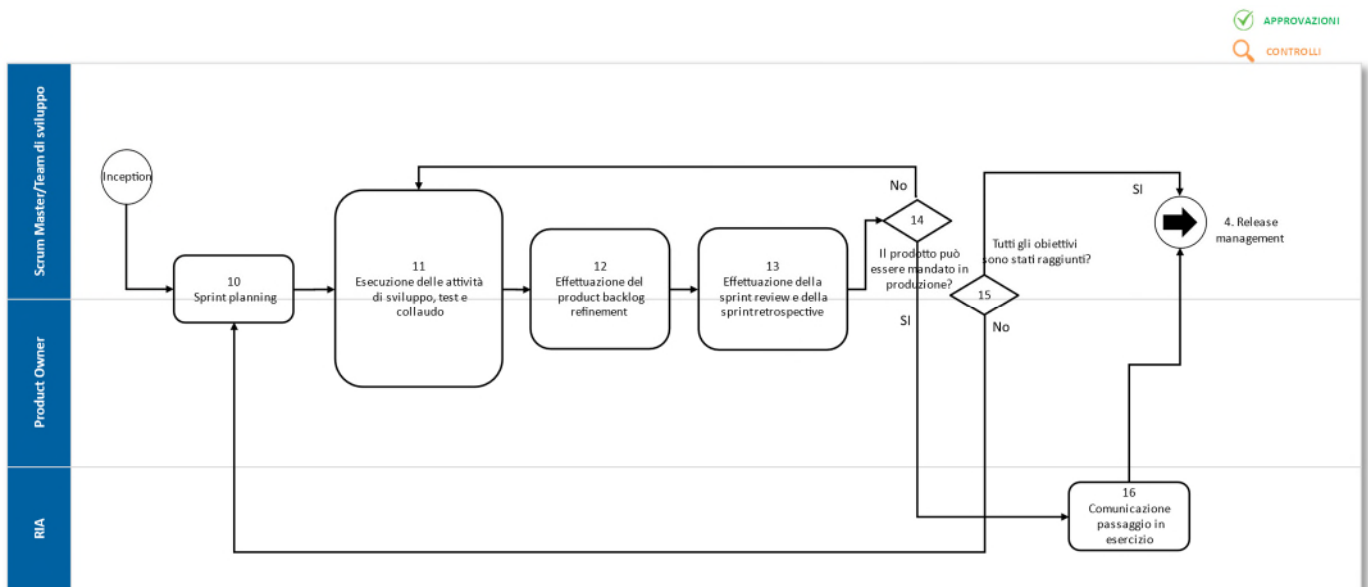 APPROVAZIONI
CONTROLLI
Scrum Master/Team di sviluppo
Product Owner
RIA
Inception
10
Sprint planning
11
Esecuzione delle attività
di sviluppo, test e
collaudo
12
Effettuazione del
product backlog
refinement
13
Effettuazione della
sprint review e della
sprintretrospective
No
14
Il prodotto può
essere mandato in
produzione?
SI
Tutti gli obiettivi
sono stati raggiunti?
15
No
SI
4. Release
management
16
Comunicazione
passaggio in
esercizio